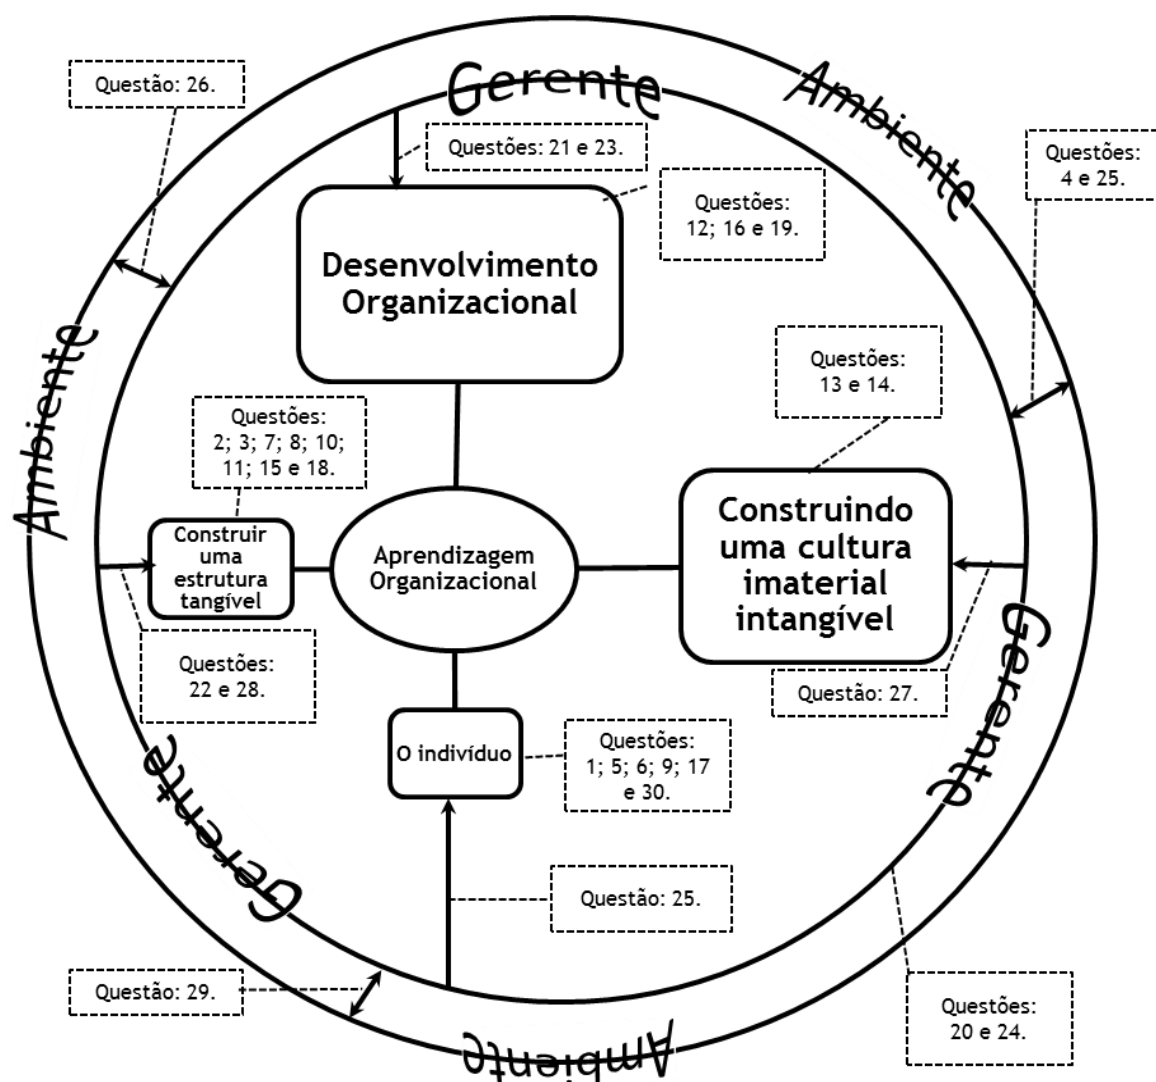 Gerente
Ambiente
Questão: 26.
Questões: 21 e 23.
Questões:
4 e 25.
Questões:
12; 16 e 19.
Desenvolvimento
Organizacional
Ambiente
Questões:
13 e 14.
Questões:
2; 3; 7; 8; 10;
11; 15 e 18.
Construindo
uma cultura
imaterial
intangível
Construir
uma
estrutura
tangível
Aprendizagem
Organizacional
Questões:
22 e 28.
Questão: 27.
Gerente
O indivíduo
Questões:
1; 5; 6; 9; 17
e 30.
Gerente
Questão: 25.
Questão: 29.
Questões:
20 e 24.
Ambiente